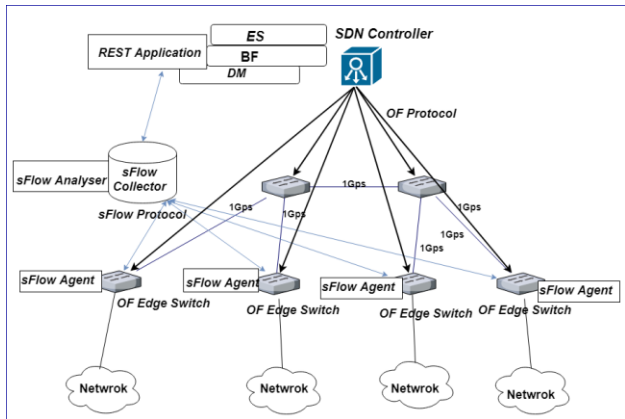 ES
SDN Controller
REST Application
BF
DM
OF Protocol
sFlow Analyser
sFlow
Collector
sFlow Protocol
1Gps
1Gps
1Gps
1Gps
1Gps
1Gps
sFlow Agent
sFlow Agent
sFlow Agent
sFlow Agent
OF Edge Switch
OF Edge Switch
OF Edge Switch
OF Edge Switch
Netwrok
Netwrok
Netwrok
Netwrok